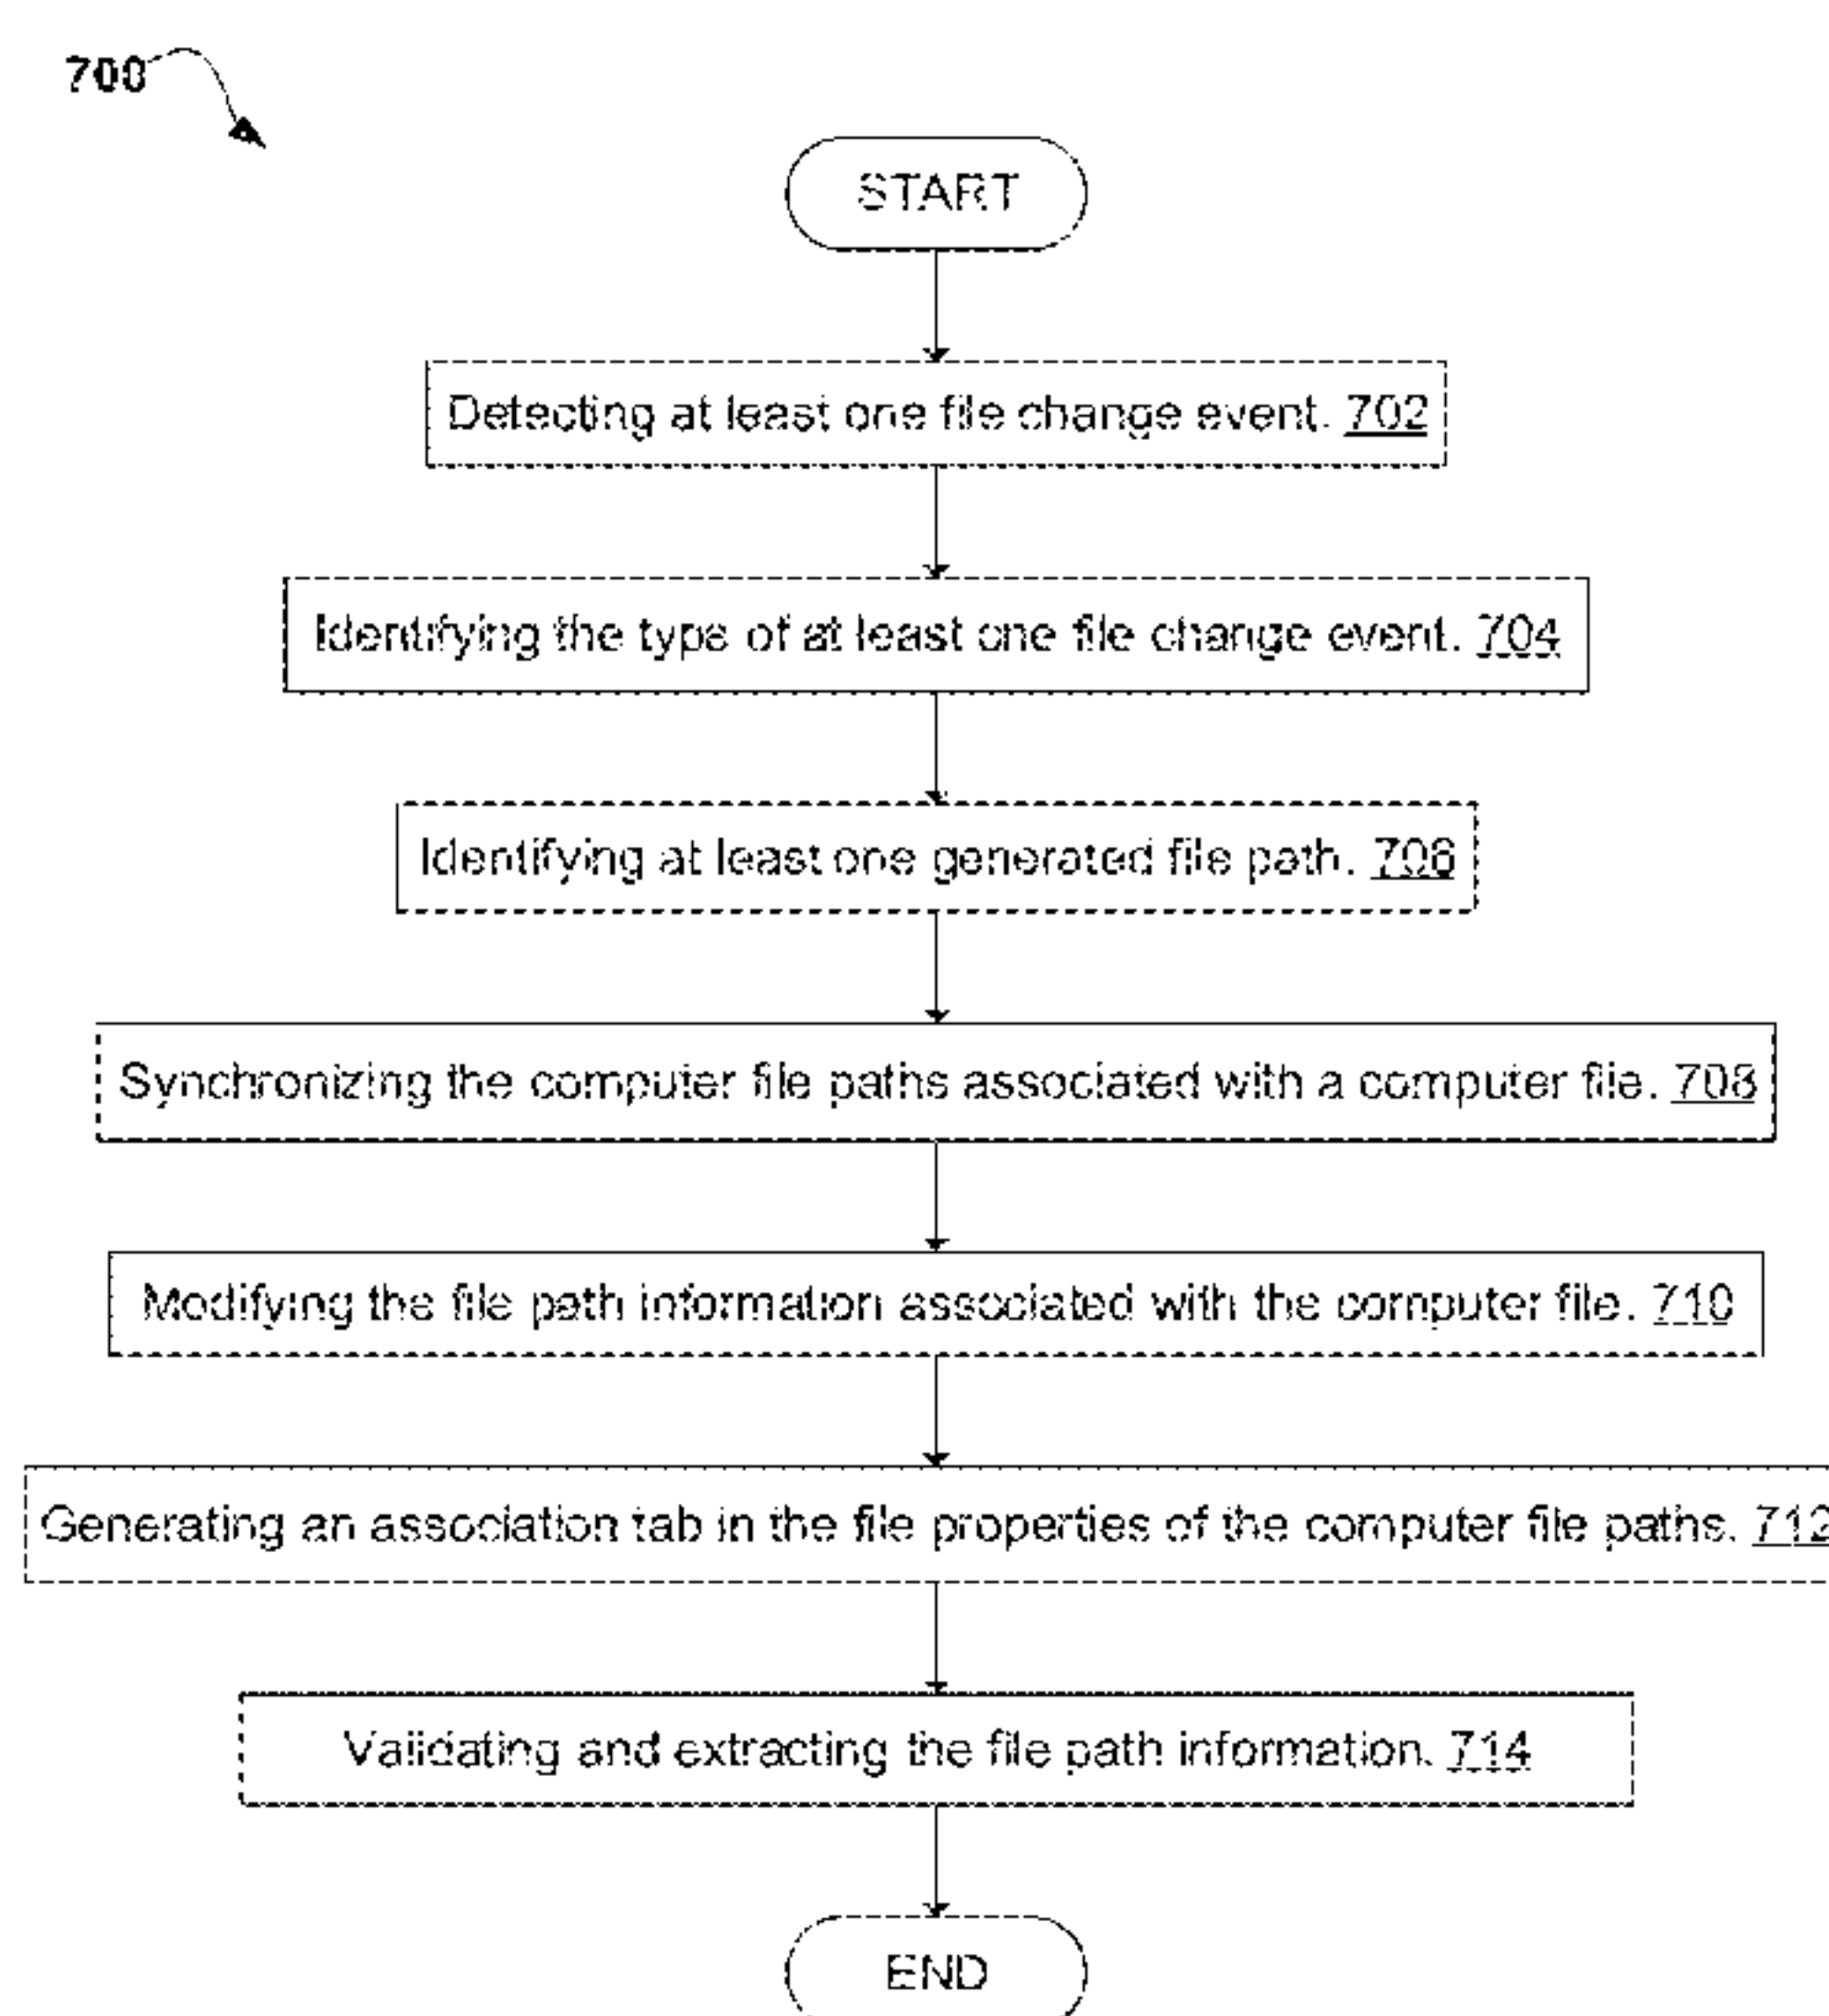 700
START
Detecting at least one file change event. 702
Identifying the type of at least one file change event. 704
Identifying at least one generated file path. 706
Synchronizing the computer file paths associated with a computer file. 708
Modifying the file path information associated with the computer file. 710
Generating an association tab in the file properties of the computer file paths. 712
Validating and extracting the file path information. 714
END